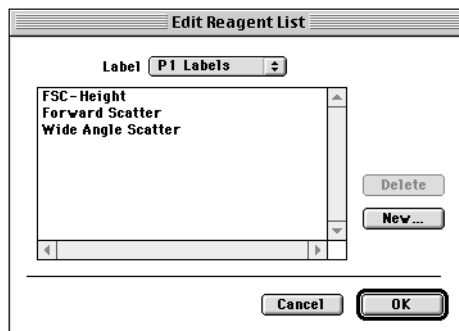 Edit Reagent List
Label P1 Labels
FSC-Height
Forward Scatter
Wide Angle Scatter
Delete
New...
Cancel OK